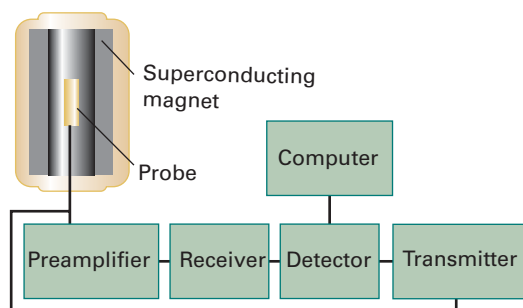 Superconducting
magnet
Probe
Computer
Preamplifier
Receiver
Detector
Transmitter